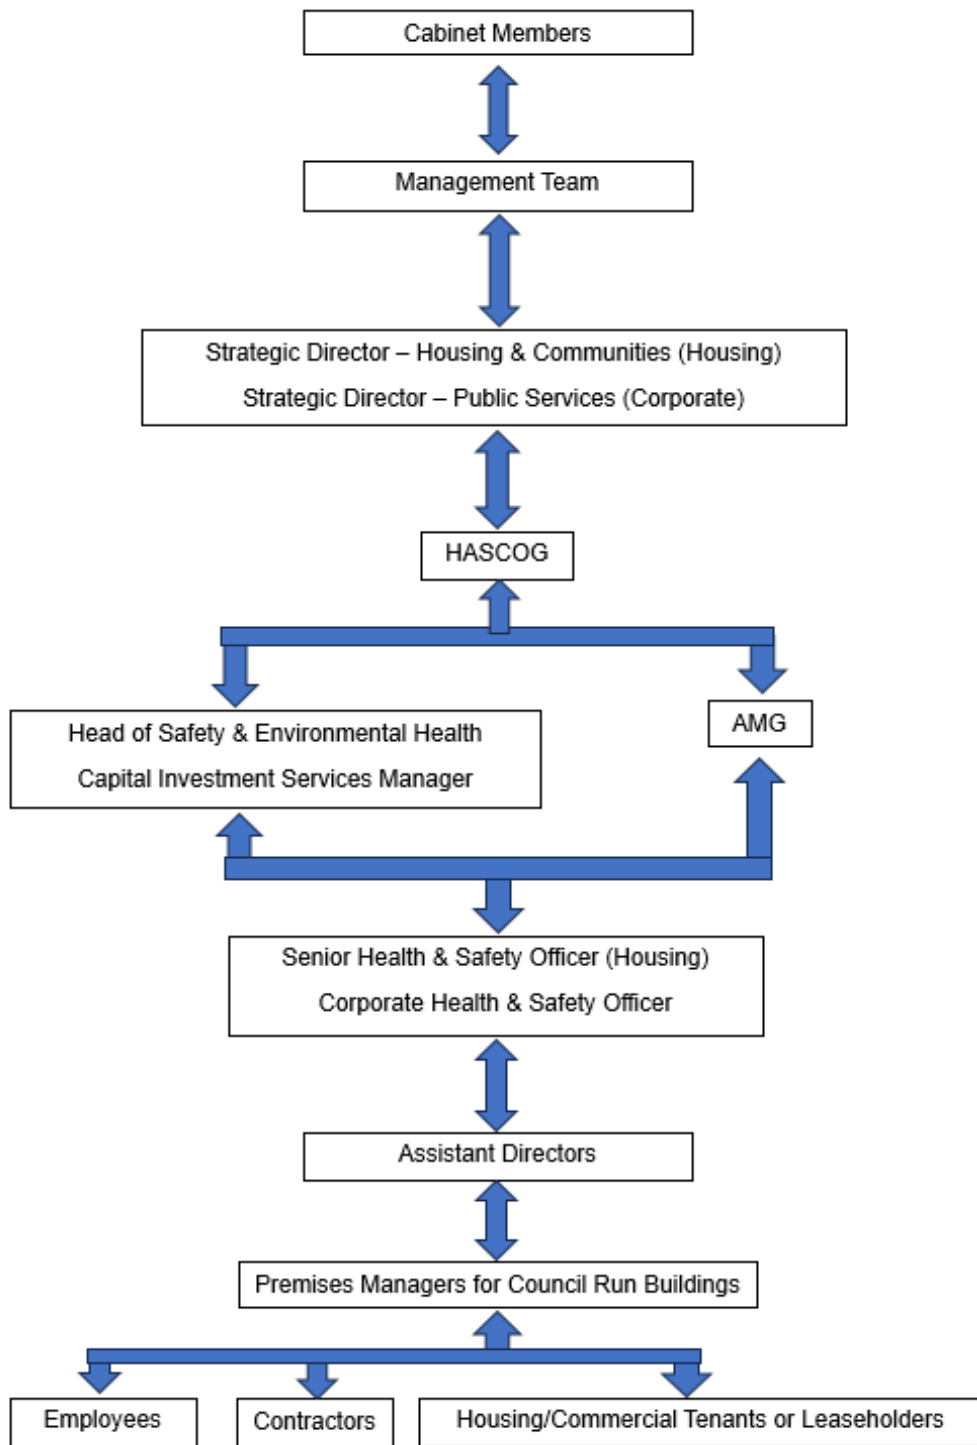 Cabinet Members
Management Team
Strategic Director – Housing & Communities (Housing)
Strategic Director – Public Services (Corporate)
HASCOG
Head of Safety & Environmental Health
Capital Investment Services Manager
AMG
Senior Health & Safety Officer (Housing)
Corporate Health & Safety Officer
Assistant Directors
Premises Managers for Council Run Buildings
Employees
Contractors
Housing/Commercial Tenants or Leaseholders